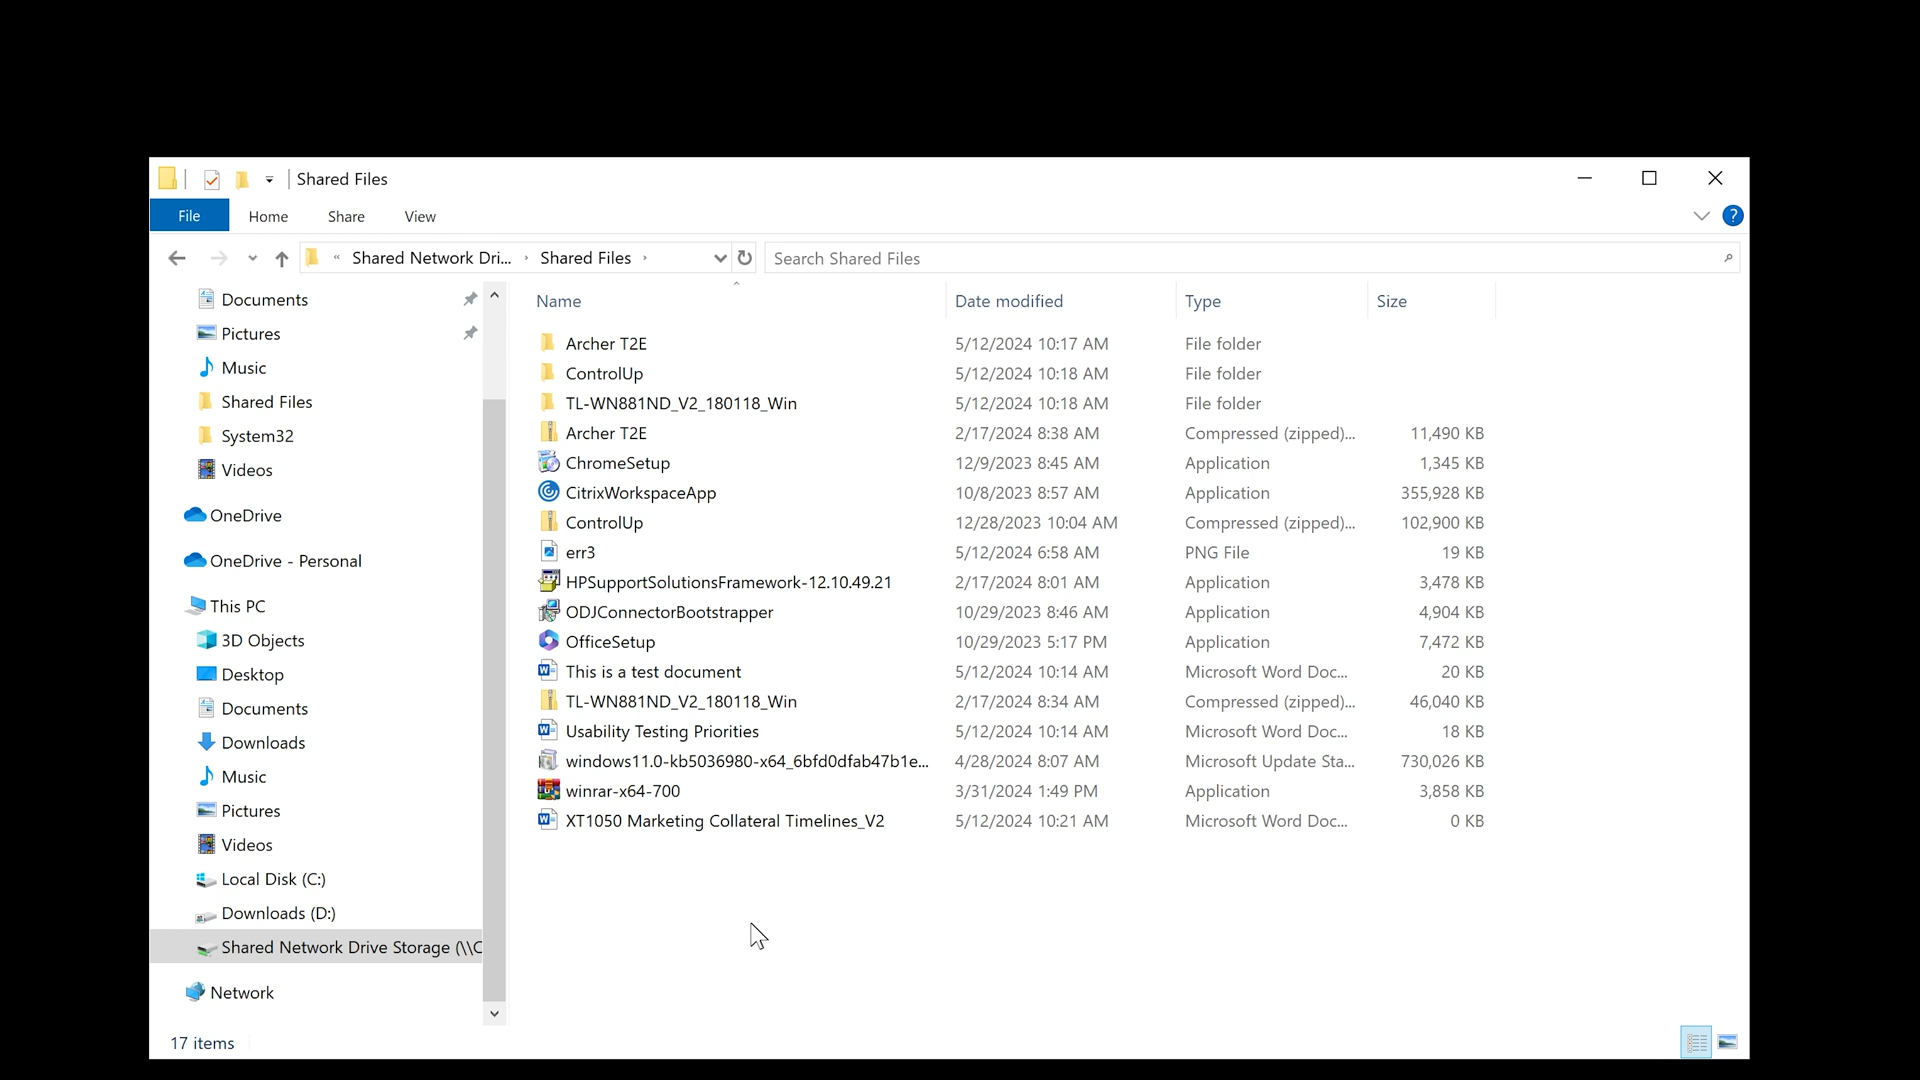 Shared Files
File Home Share View
?
« Shared Network Dri... › Shared Files › Search Shared Files
Documents
Pictures
Music
Shared Files
System32
Videos
OneDrive
OneDrive - Personal
This PC
3D Objects
Desktop
Documents
Downloads
Music
Pictures
Videos
Local Disk (C:)
Downloads (D:)
Shared Network Drive Storage (\\C
Network
Name Date modified Type Size
Archer T2E 5/12/2024 10:17 AM File folder
ControlUp 5/12/2024 10:18 AM File folder
TL-WN881ND_V2_180118_Win 5/12/2024 10:18 AM File folder
Archer T2E 2/17/2024 8:38 AM Compressed (zipped)... 11,490 KB
ChromeSetup 12/9/2023 8:45 AM Application 1,345 KB
CitrixWorkspaceApp 10/8/2023 8:57 AM Application 355,928 KB
ControlUp 12/28/2023 10:04 AM Compressed (zipped)... 102,900 KB
err3 5/12/2024 6:58 AM PNG File 19 KB
HPSupportSolutionsFramework-12.10.49.21 2/17/2024 8:01 AM Application 3,478 KB
ODJConnectorBootstrapper 10/29/2023 8:46 AM Application 4,904 KB
OfficeSetup 10/29/2023 5:17 PM Application 7,472 KB
This is a test document 5/12/2024 10:14 AM Microsoft Word Doc... 20 KB
TL-WN881ND_V2_180118_Win 2/17/2024 8:34 AM Compressed (zipped)... 46,040 KB
Usability Testing Priorities 5/12/2024 10:14 AM Microsoft Word Doc... 18 KB
windows11.0-kb5036980-x64_6bfd0dfab47b1e... 4/28/2024 8:07 AM Microsoft Update Sta... 730,026 KB
winrar-x64-700 3/31/2024 1:49 PM Application 3,858 KB
XT1050 Marketing Collateral Timelines_V2 5/12/2024 10:21 AM Microsoft Word Doc... 0 KB
17 items